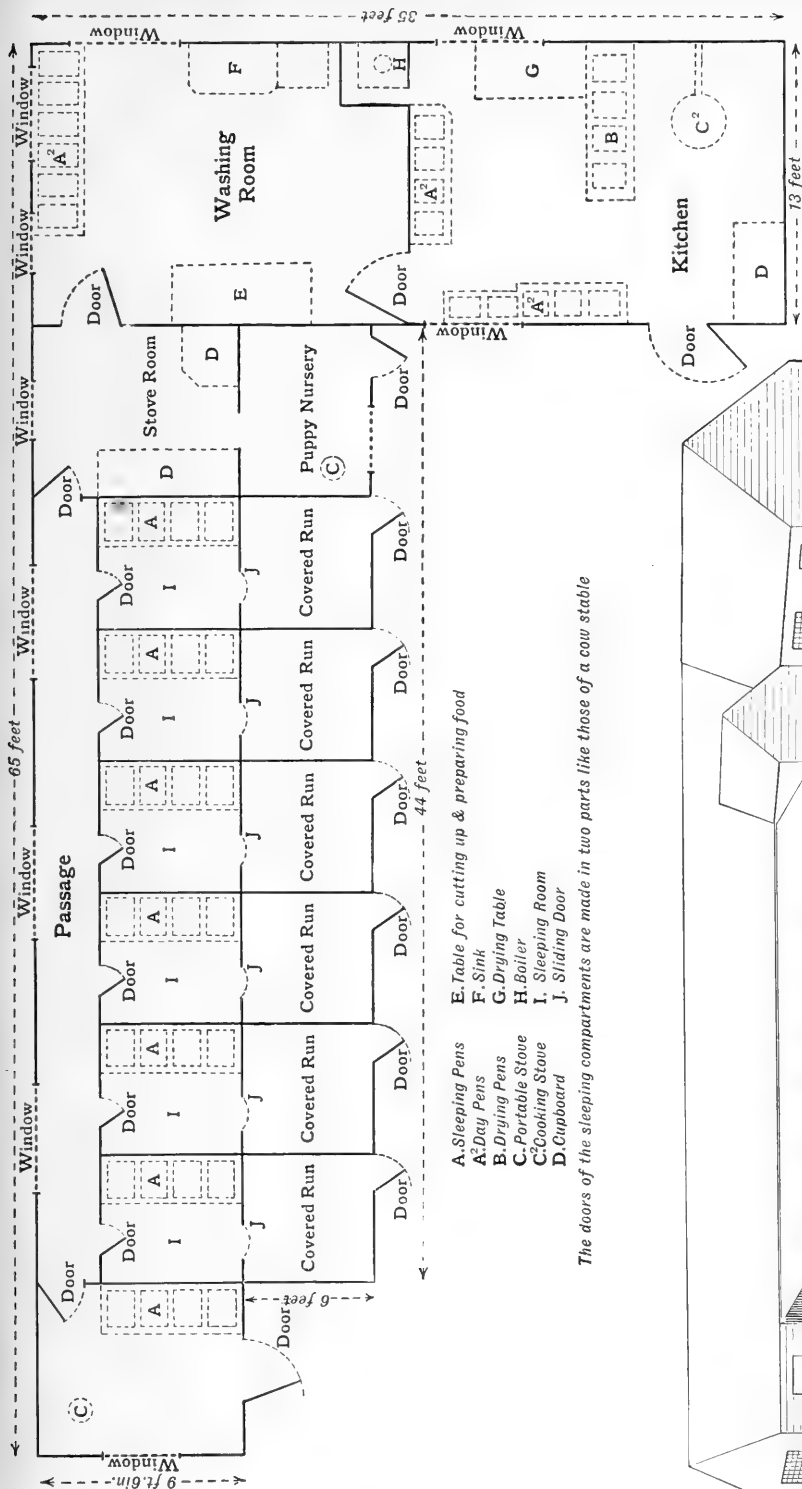 65 feet
Window
Window
Window
Window
Window
Window
9 ft. 6 in.
Window
C
Door
A
Door
Passage
Door
Door
Door
Door
Door
Door
Door
I
A
I
A
I
A
I
A
I
A
I
A
J
J
J
J
J
J
6 feet
Covered Run
Covered Run
Covered Run
Covered Run
Covered Run
Covered Run
Door
Door
Door
Door
Door
Door
Stove Room
D
D
Puppy Nursery
C
Door
44 feet
Door
A²
Window
35 feet
Washing
Room
E
F
H
Door
Window
A²
A²
Window
G
B
Kitchen
C²
D
Door
13 feet
A. Sleeping Pens
A² Day Pens
B. Drying Pens
C. Portable Stove
C² Cooking Stove
D. Cupboard
E. Table for cutting up & preparing food
F. Sink
G. Drying Table
H. Boiler
I. Sleeping Room
J. Sliding Door
The doors of the sleeping compartments are made in two parts like those of a cow stable